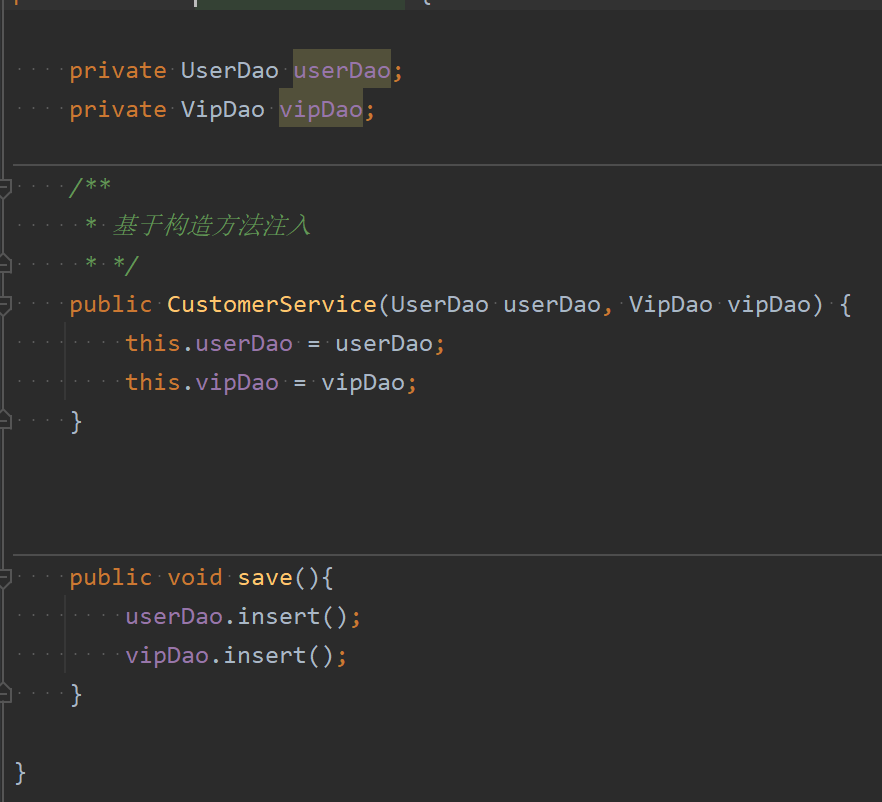 {
private UserDao userDao;
private VipDao vipDao;
/**
* 基于构造方法注入
* */
public CustomerService(UserDao userDao, VipDao vipDao) {
this.userDao = userDao;
this.vipDao = vipDao;
}
public void save(){
userDao.insert();
vipDao.insert();
}
}